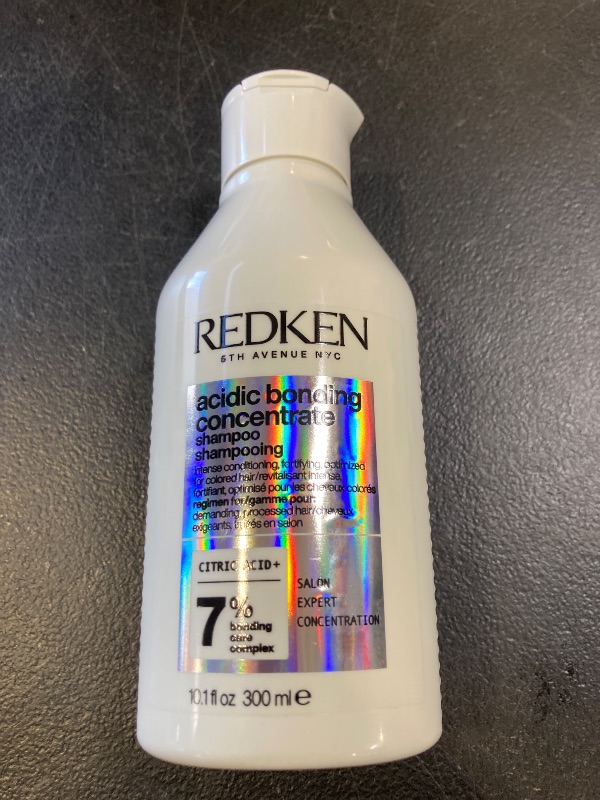 REDKEN
5TH AVENUE NYC
acidic bonding
concentrate
shampoo
shampooing
intense conditioning, fortifying, optimized
for colored hair/revitalisant intense,
fortifiant, optimisé pour les cheveux colorés
regimen for/gamme pour:
demanding, processed hair/cheveux
exigeants, traités en salon
CITRIC ACID+
7%
bonding
care
complex
SALON
EXPERT
CONCENTRATION
10.1 fl oz 300 ml e